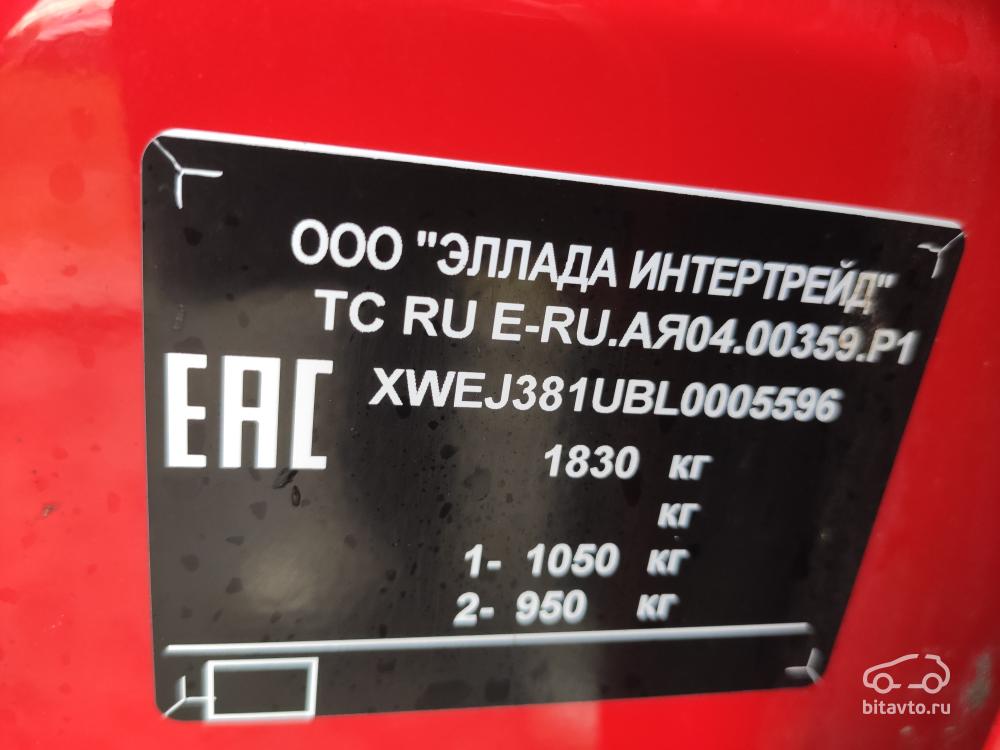 ООО "ЭЛЛАДА ИНТЕРТРЕЙД"
ТС RU E-RU.АЯ04.00359.Р1
EAC
XWEJ381UBL0005596
1830 кг
кг
1- 1050 кг
2- 950 кг
bitavto.ru